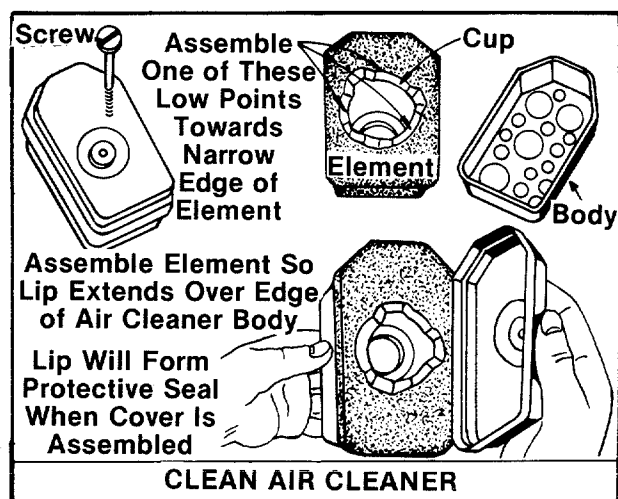 Screw
Assemble
One of These
Low Points
Towards
Narrow
Edge of
Element
Cup
Element
Body
Assemble Element So
Lip Extends Over Edge
of Air Cleaner Body
Lip Will Form
Protective Seal
When Cover Is
Assembled
CLEAN AIR CLEANER